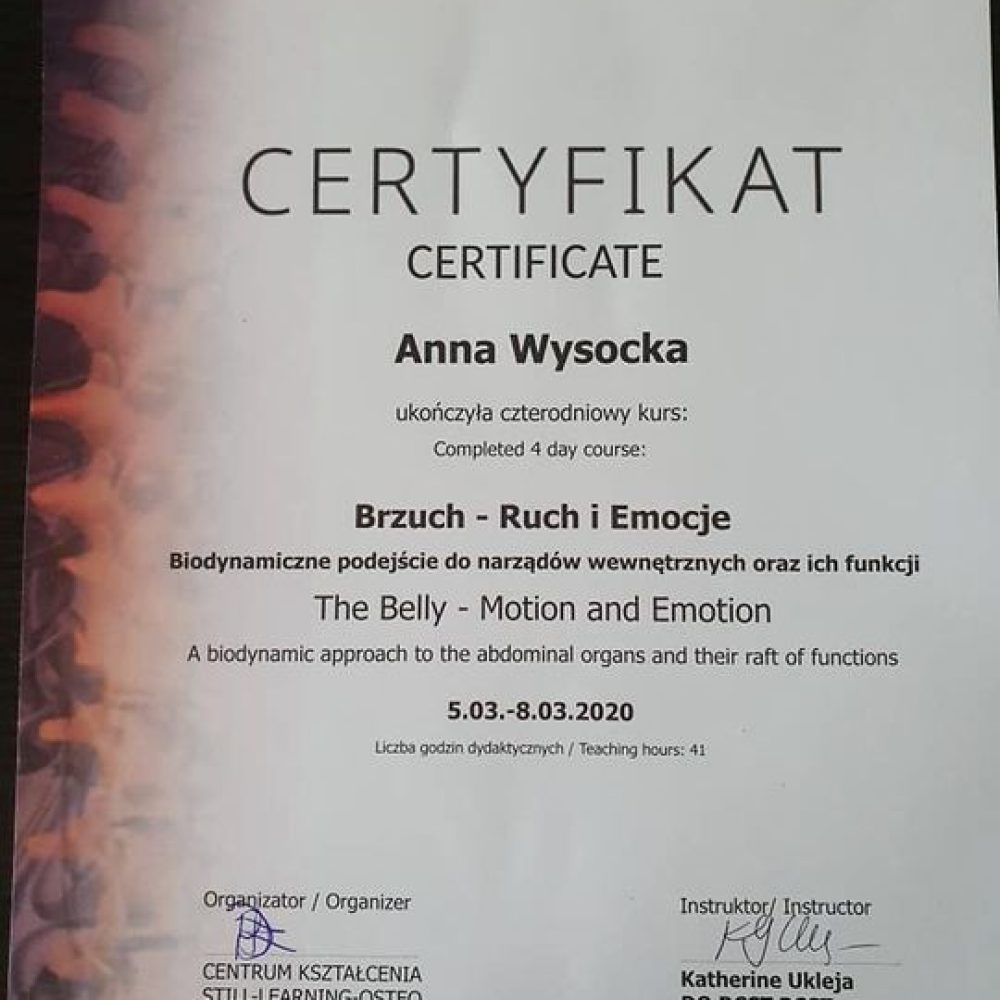 CERTYFIKAT
CERTIFICATE
Anna Wysocka
ukończyła czterodniowy kurs:
Completed 4 day course:
Brzuch - Ruch i Emocje
Biodynamiczne podejście do narządów wewnętrznych oraz ich funkcji
The Belly - Motion and Emotion
A biodynamic approach to the abdominal organs and their raft of functions
5.03.-8.03.2020
Liczba godzin dydaktycznych / Teaching hours: 41
Organizator / Organizer
CENTRUM KSZTAŁCENIA
STILL-LEARNING-OSTEO
Instruktor/ Instructor
Katherine Ukleja